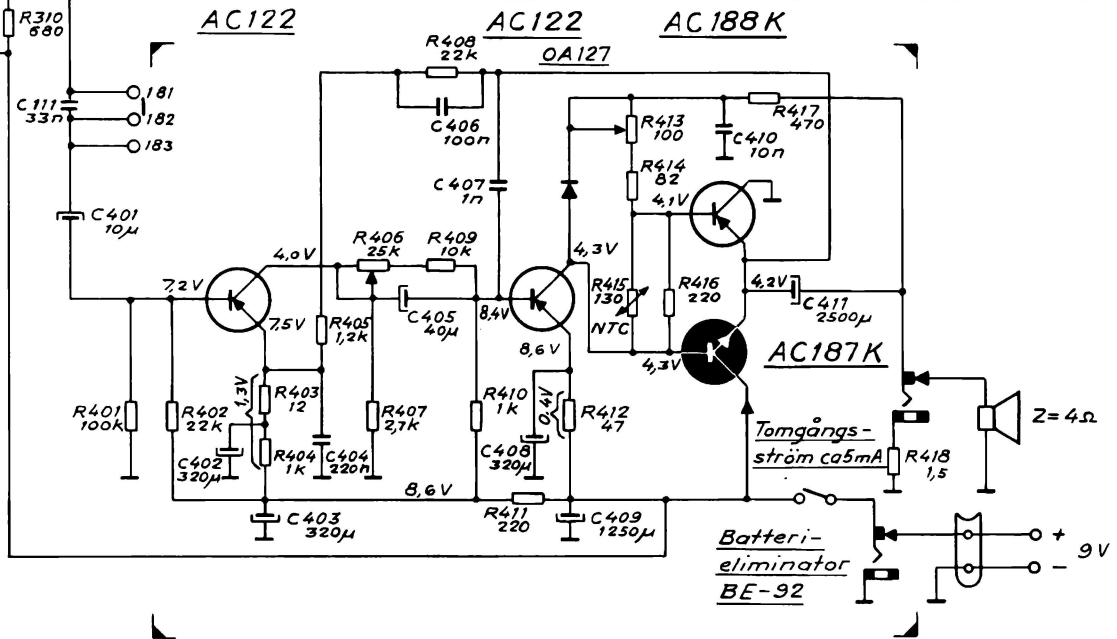 R310
680
AC122
AC122
AC188K
OA127
R408
22k
C406
100n
C111
33n
181
182
183
R413
100
R417
470
C410
10n
R414
82
C407
1n
4,1V
C401
10µ
4,0V
R406
25k
R409
10k
4,3V
7,2V
R415
130
NTC
R416
220
4,2V
C411
2500µ
7,5V
R405
1,2k
C405
40µ
8,4V
8,6V
4,3V
AC187K
1,3V
R403
12
R401
100k
R402
22k
R407
2,7k
R410
1k
0.4V
R412
47
C402
320µ
R404
1k
C404
220n
C408
320µ
Tomgångs-
ström ca5mA
R418
1,5
Z=4Ω
8,6V
R411
220
C403
320µ
C409
1250µ
Batteri-
eliminator
BE-92
+
9V
-